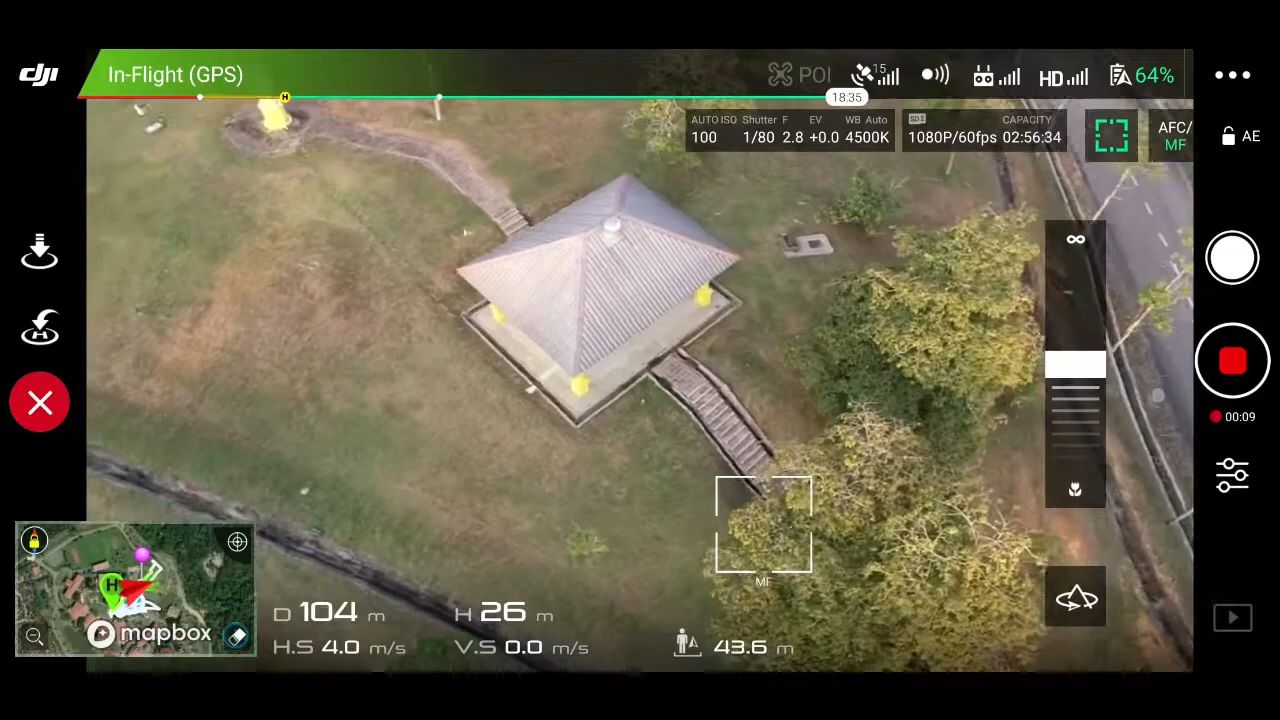 dji
In-Flight (GPS)
POI
15
HD
64%
H
18:35
AUTO ISO Shutter F EV WB Auto
100 1/80 2.8 +0.0 4500K
SD
CAPACITY
1080P/60fps 02:56:34
AFC/
MF
AE
∞
H
00:09
MF
H
mapbox
D 104 m
H 26 m
H.S 4.0 m/s
V.S 0.0 m/s
43.6 m